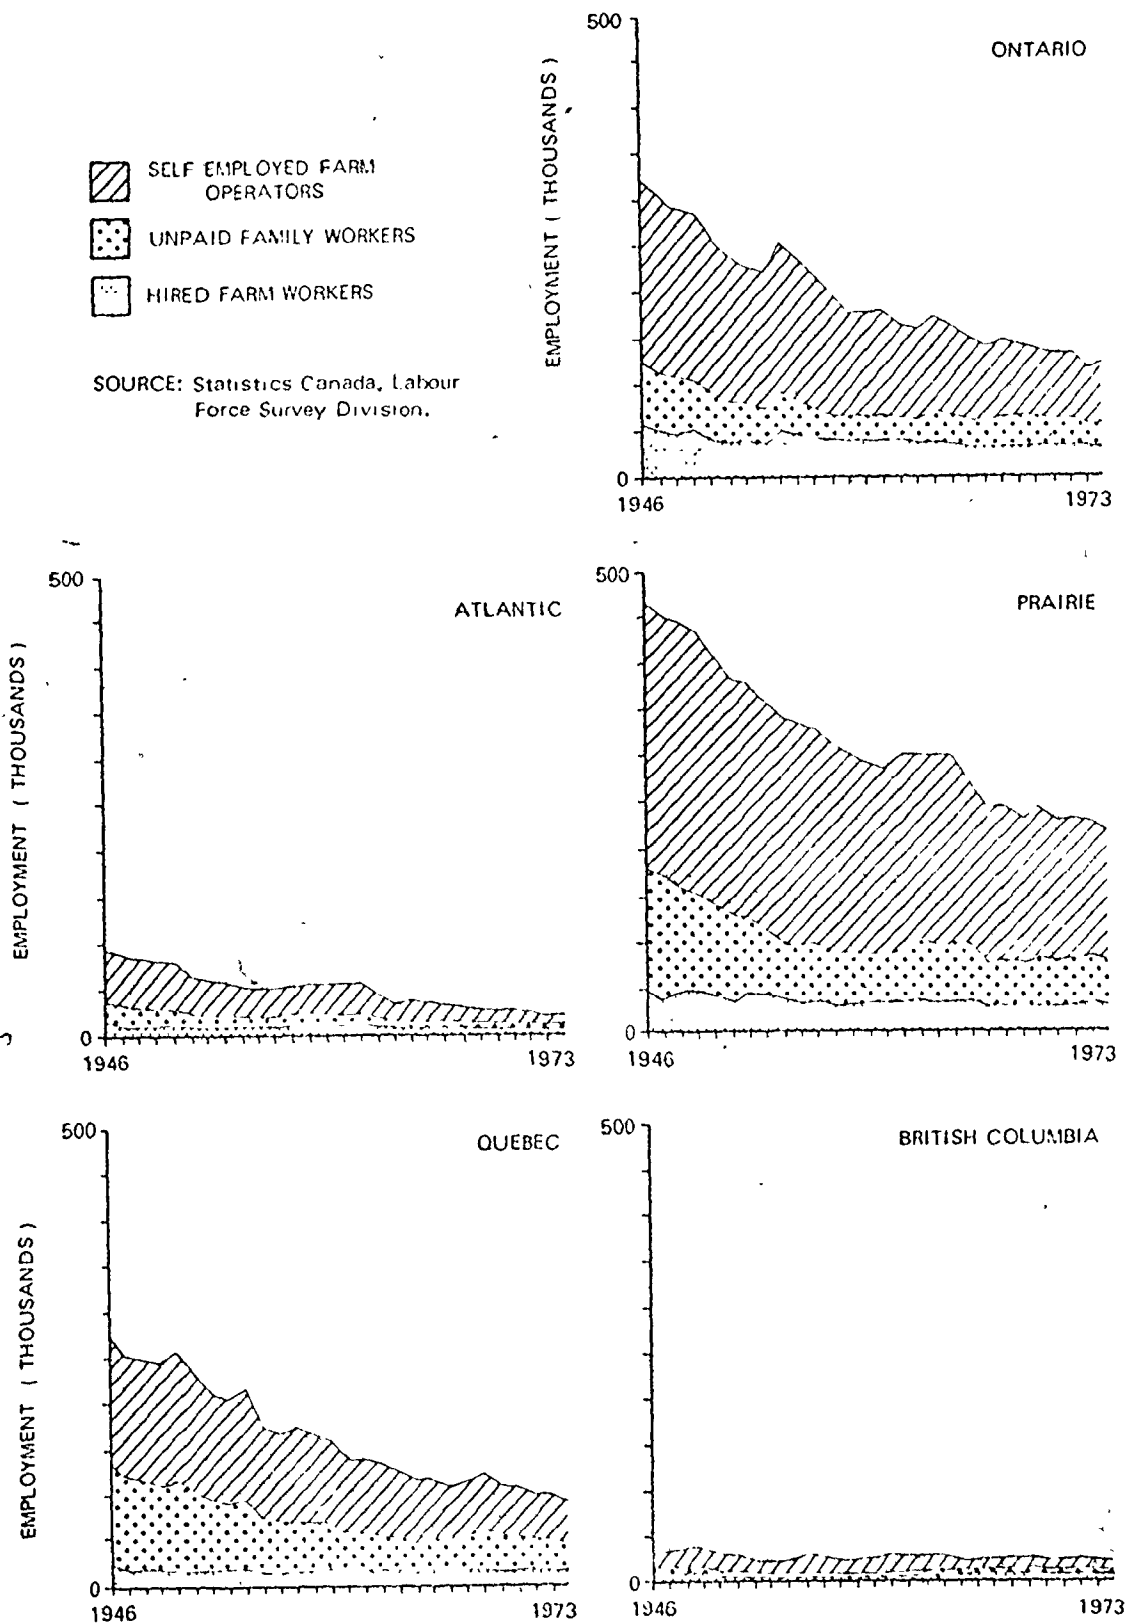 500
ONTARIO
EMPLOYMENT ( THOUSANDS )
SELF EMPLOYED FARM
OPERATORS
UNPAID FAMILY WORKERS
HIRED FARM WORKERS
SOURCE: Statistics Canada, Labour
Force Survey Division.
0
1946
1973
500
ATLANTIC
EMPLOYMENT ( THOUSANDS )
0
1946
1973
500
PRAIRIE
0
1946
1973
500
QUEBEC
EMPLOYMENT ( THOUSANDS )
0
1946
1973
500
BRITISH COLUMBIA
0
1946
1973